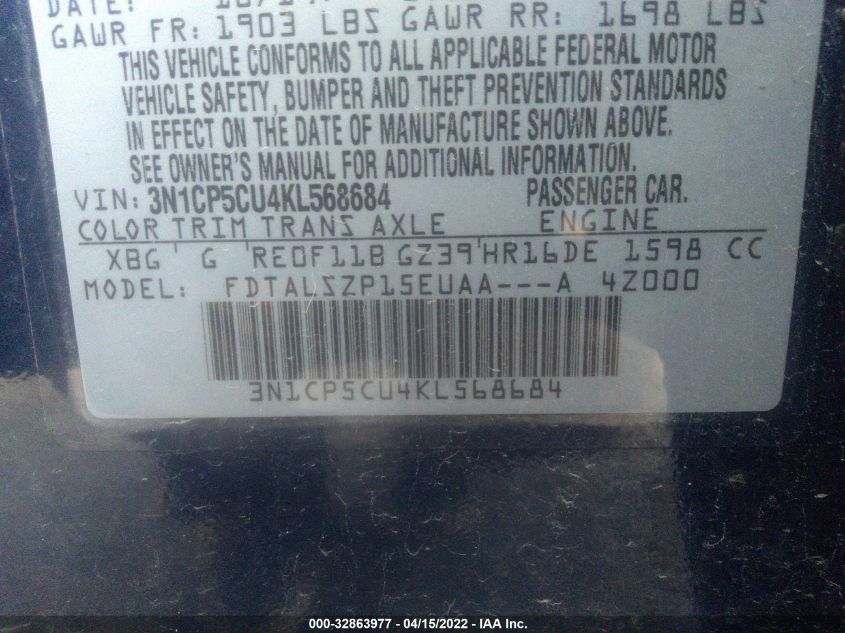 DATE:
GAWR FR: 1903 LBS GAWR RR: 1698 LBS
THIS VEHICLE CONFORMS TO ALL APPLICABLE FEDERAL MOTOR
VEHICLE SAFETY, BUMPER AND THEFT PREVENTION STANDARDS
IN EFFECT ON THE DATE OF MANUFACTURE SHOWN ABOVE.
SEE OWNER'S MANUAL FOR ADDITIONAL INFORMATION.
VIN: 3N1CP5CU4KL568684 PASSENGER CAR.
COLOR TRIM TRANS AXLE ENGINE
XBG G RE0F11B GZ39 HR16DE 1598 CC
MODEL: FDTALSZP15EUAA---A 4Z000
3N1CP5CU4KL568684
000-32863977 - 04/15/2022 - IAA Inc.